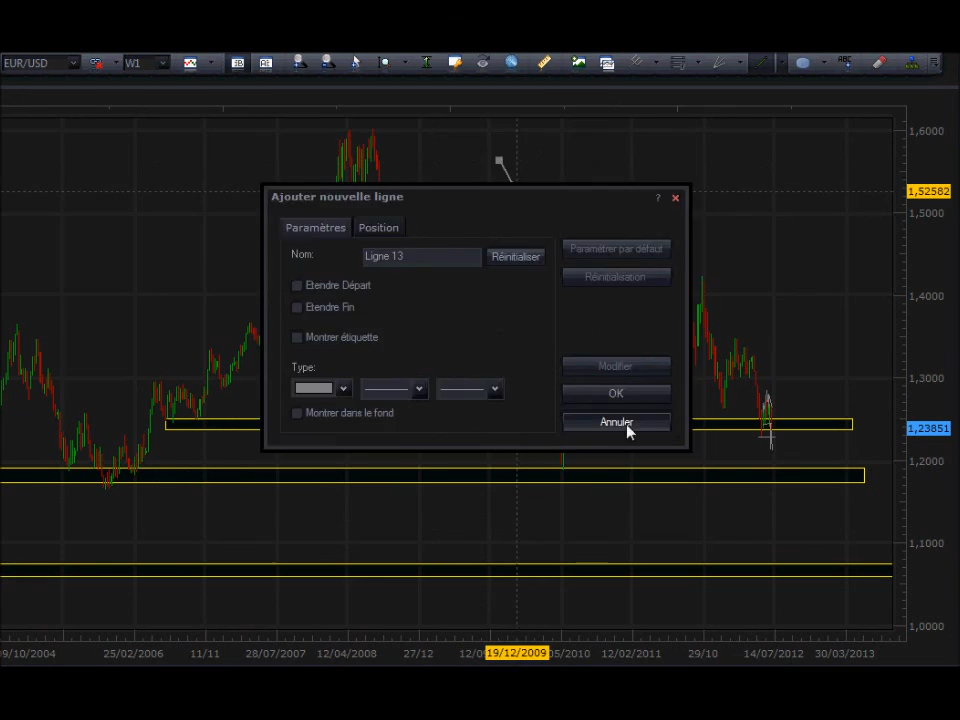 EUR/USD W1 ABC
1,6000
1,52582
Ajouter nouvelle ligne ?
1,5000
Paramètres Position
Nom: Ligne 13 Réinitialiser Paramétrer par défaut
Réinitialisation
Etendre Départ
1,4000
Etendre Fin
Montrer étiquette
Type: Modifier
1,3000
OK
Montrer dans le fond
Annuler
1,23851
1,2000
1,1000
1,0000
9/10/2004 25/02/2006 11/11 28/07/2007 12/04/2008 27/12 19/12/2009 12/02/2011 29/10 14/07/2012 30/03/2013